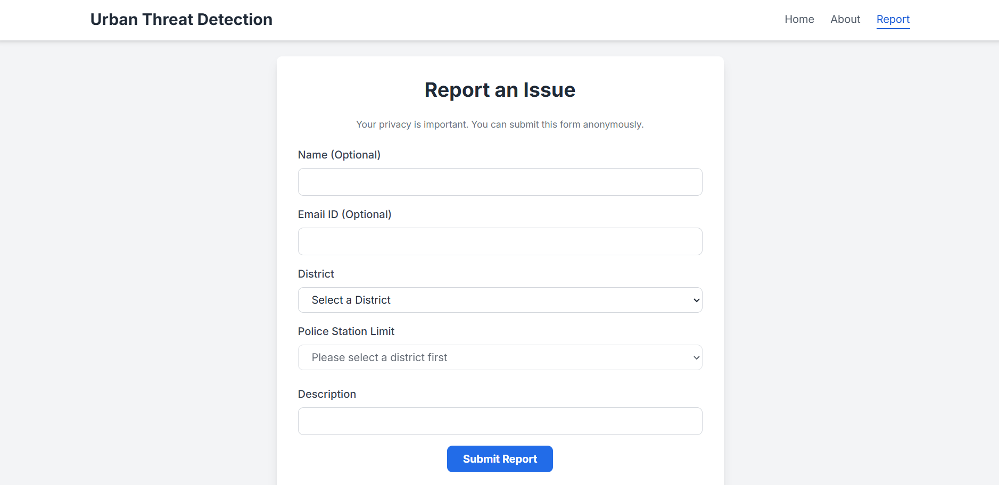 Urban Threat Detection
Home About Report
Report an Issue
Your privacy is important. You can submit this form anonymously.
Name (Optional)
Email ID (Optional)
District
Select a District
Police Station Limit
Please select a district first
Description
Submit Report